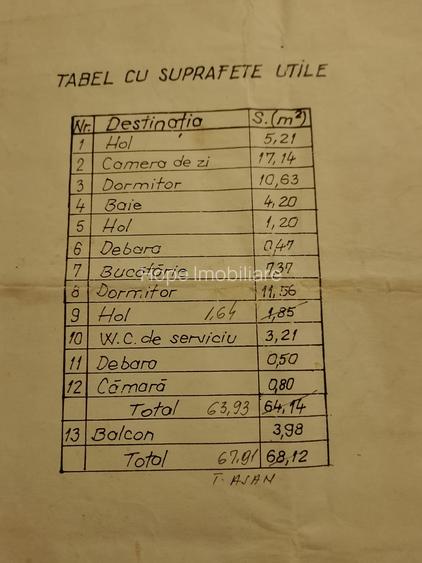 TABEL CU SUPRAFETE UTILE
Nr. Destinația S.(m²)
1 Hol 5,21
2 Camera de zi 17,14
3 Dormitor 10,63
4 Baie 4,20
5 Hol 1,20
6 Debara 0,47
7 Bucătărie 7,37
Hope Imobiliare
8 Dormitor 11,56
9 Hol 1,64 1,85
10 W.C. de serviciu 3,21
11 Debara 0,50
12 Cămară 0,80
Total 63,93 64,14
13 Balcon 3,98
Total 67,91 68,12
T. ASAN